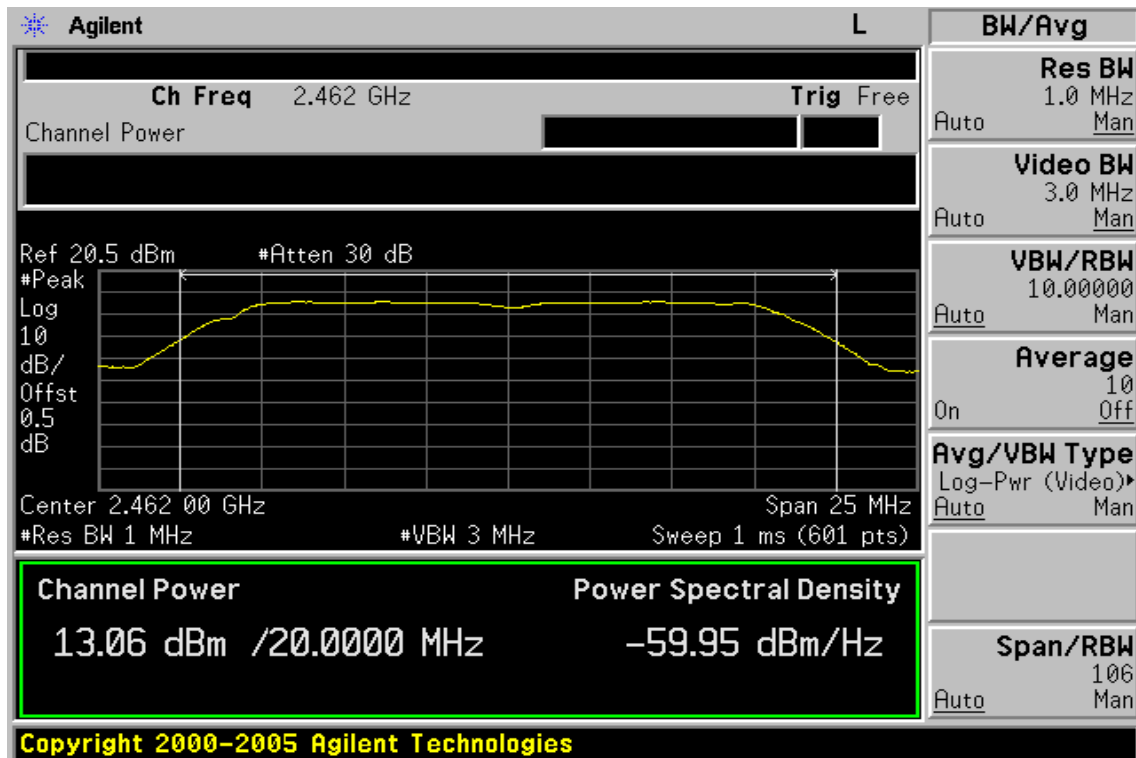 Agilent L BW/Avg
Ch Freq 2.462 GHz Trig Free
Channel Power
Ref 20.5 dBm #Atten 30 dB
#Peak
Log
10
dB/
Offst
0.5
dB
Center 2.462 00 GHz Span 25 MHz
#Res BW 1 MHz #VBW 3 MHz Sweep 1 ms (601 pts)
Channel Power Power Spectral Density
13.06 dBm /20.0000 MHz -59.95 dBm/Hz
Copyright 2000-2005 Agilent Technologies
Res BW
1.0 MHz
Auto Man
Video BW
3.0 MHz
Auto Man
VBW/RBW
10.00000
Auto Man
Average
10
On Off
Avg/VBW Type
Log-Pwr (Video)▸
Auto Man
Span/RBW
106
Auto Man